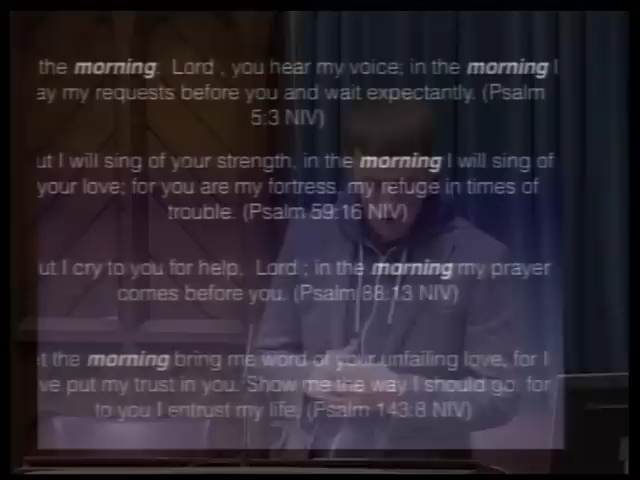 the morning, Lord , you hear my voice; in the morning I
ay my requests before you and wait expectantly. (Psalm
5:3 NIV)
ut I will sing of your strength, in the morning I will sing of
your love; for you are my fortress, my refuge in times of
trouble. (Psalm 59:16 NIV)
ut I cry to you for help, Lord ; in the morning my prayer
comes before you. (Psalm 88:13 NIV)
t the morning bring me word of your unfailing love, for I
ve put my trust in you. Show me the way I should go, for
to you I entrust my life. (Psalm 143:8 NIV)